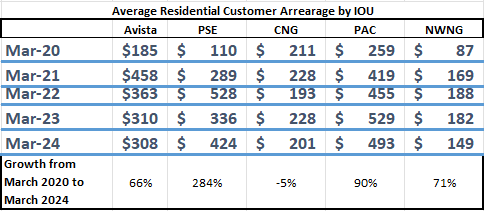 Average Residential Customer Arrearage by IOU
Avista PSE CNG PAC NWNG
Mar-20 $185 $ 110 $ 211 $ 259 $ 87
Mar-21 $458 $ 289 $ 228 $ 419 $ 169
Mar-22 $363 $ 528 $ 193 $ 455 $ 188
Mar-23 $310 $ 336 $ 228 $ 529 $ 182
Mar-24 $308 $ 424 $ 201 $ 493 $ 149
Growth from
March 2020 to
March 2024 66% 284% -5% 90% 71%